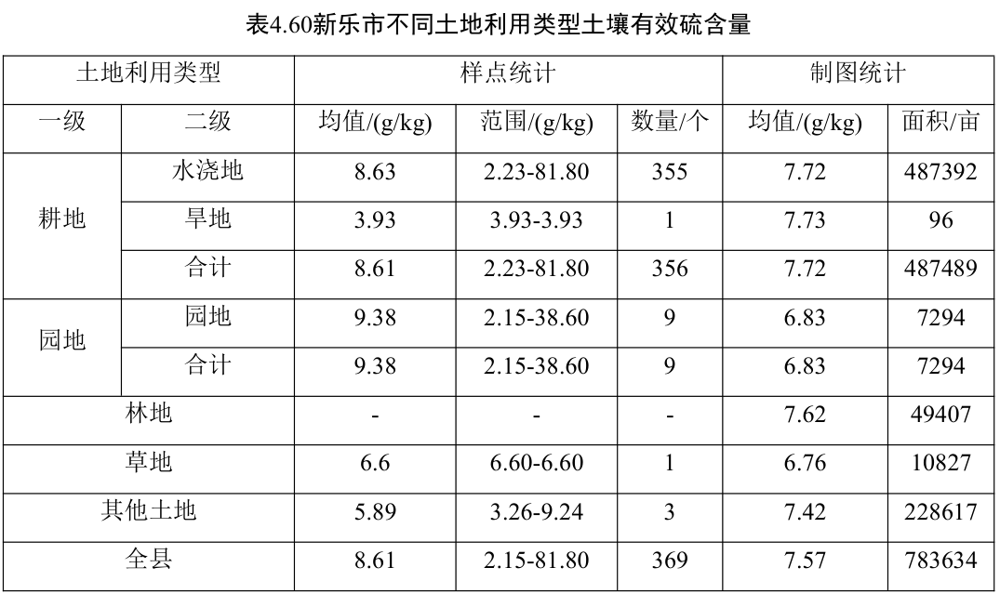 表4.60新乐市不同土地利用类型土壤有效硫含量
土地利用类型 样点统计 制图统计
一级 二级 均值/(g/kg) 范围/(g/kg) 数量/个 均值/(g/kg) 面积/亩
耕地 水浇地 8.63 2.23-81.80 355 7.72 487392
旱地 3.93 3.93-3.93 1 7.73 96
合计 8.61 2.23-81.80 356 7.72 487489
园地 园地 9.38 2.15-38.60 9 6.83 7294
合计 9.38 2.15-38.60 9 6.83 7294
林地 - - - 7.62 49407
草地 6.6 6.60-6.60 1 6.76 10827
其他土地 5.89 3.26-9.24 3 7.42 228617
全县 8.61 2.15-81.80 369 7.57 783634